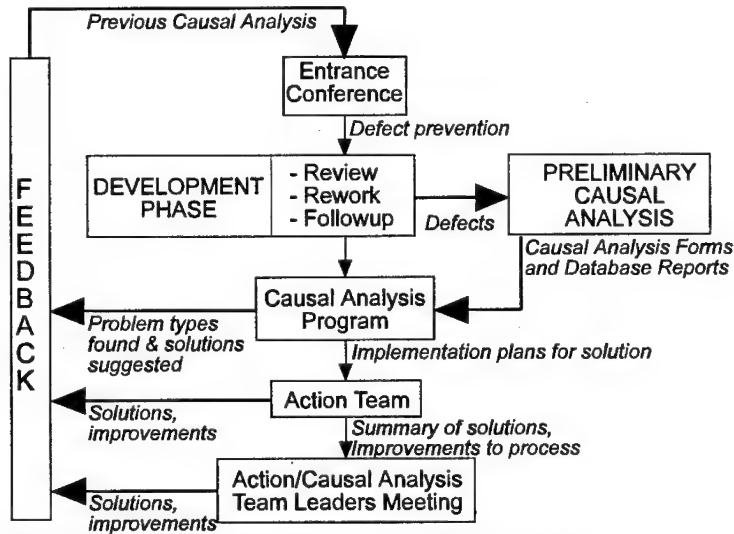 Previous Causal Analysis
Entrance
Conference
Defect prevention
DEVELOPMENT
PHASE
- Review
- Rework
- Followup
Defects
PRELIMINARY
CAUSAL
ANALYSIS
Causal Analysis Forms
and Database Reports
FEEDBACK
Causal Analysis
Program
Problem types
found & solutions
suggested
Implementation plans for solution
Action Team
Solutions,
improvements
Summary of solutions,
Improvements to process
Action/Causal Analysis
Team Leaders Meeting
Solutions,
improvements